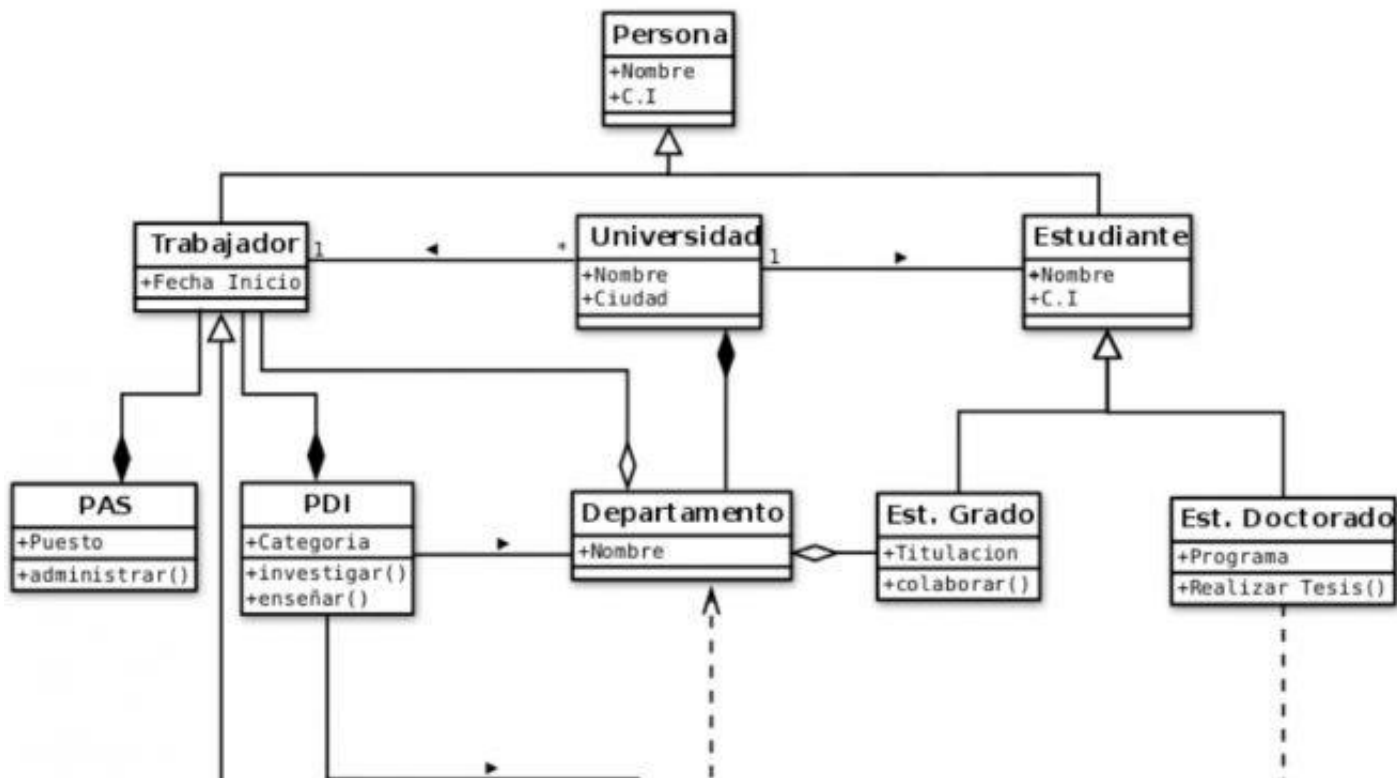 Persona
+Nombre
+C.I
Trabajador
+Fecha Inicio
1
*
Universidad
+Nombre
+Ciudad
1
Estudiante
+Nombre
+C.I
PAS
+Puesto
+administrar()
PDI
+Categoria
+investigar()
+enseñar()
Departamento
+Nombre
Est. Grado
+Titulacion
+colaborar()
Est. Doctorado
+Programa
+Realizar Tesis()